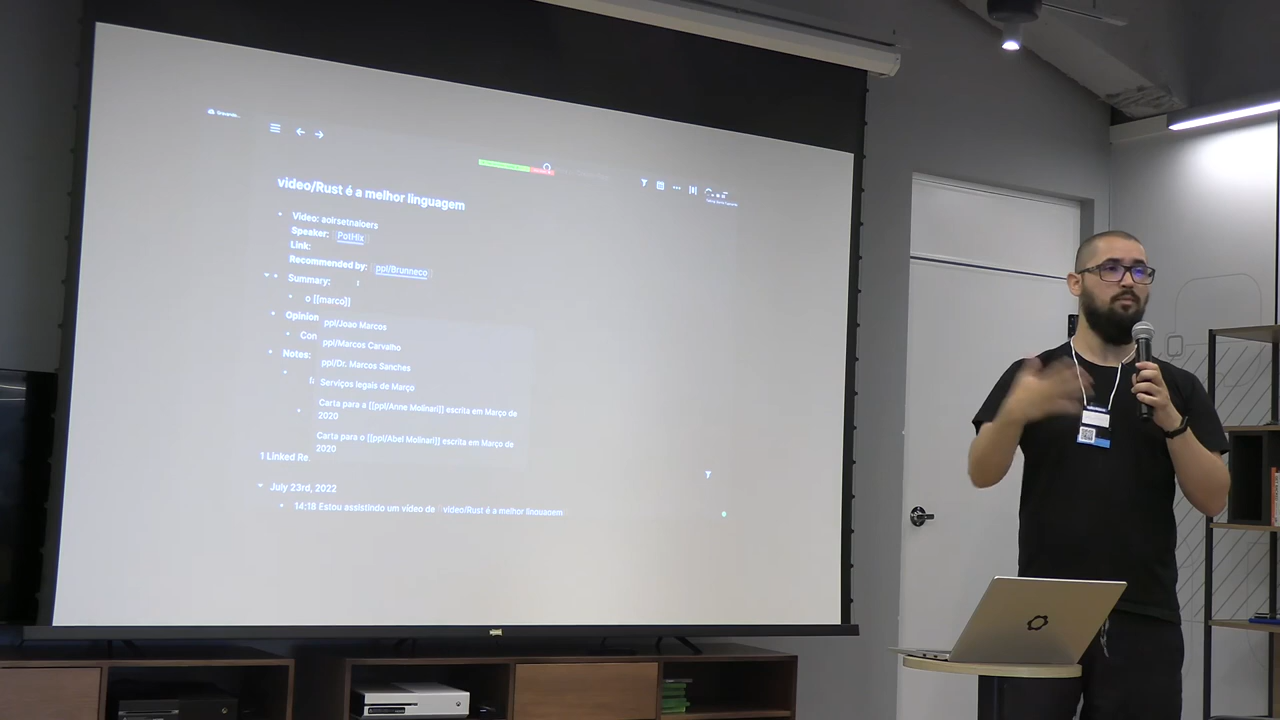 video/Rust é a melhor linguagem
Video: aoirsetnaloers
Speaker: PotHix
Link:
Recommended by: ppl/Brunneco
Summary:
o [[marco]]
Opinion
ppl/Joao Marcos
Con
ppl/Marcos Carvalho
Notes:
ppl/Dr. Marcos Sanches
Serviços legais de Março
Carta para a [[ppl/Anne Molinari]] escrita em Março de
2020
Carta para o [[ppl/Abel Molinari]] escrita em Março de
2020
1 Linked Re
July 23rd, 2022
14:18 Estou assistindo um vídeo de video/Rust é a melhor linguagem